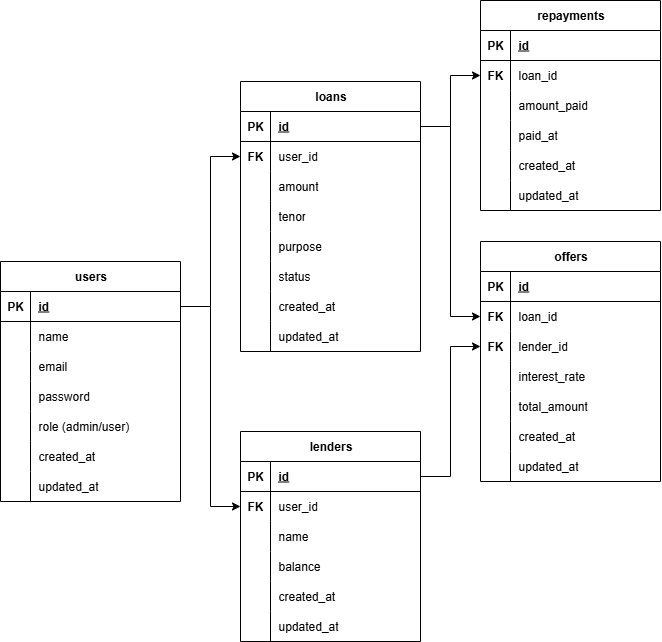 users
PK id
name
email
password
role (admin/user)
created_at
updated_at
loans
PK id
FK user_id
amount
tenor
purpose
status
created_at
updated_at
lenders
PK id
FK user_id
name
balance
created_at
updated_at
repayments
PK id
FK loan_id
amount_paid
paid_at
created_at
updated_at
offers
PK id
FK loan_id
FK lender_id
interest_rate
total_amount
created_at
updated_at